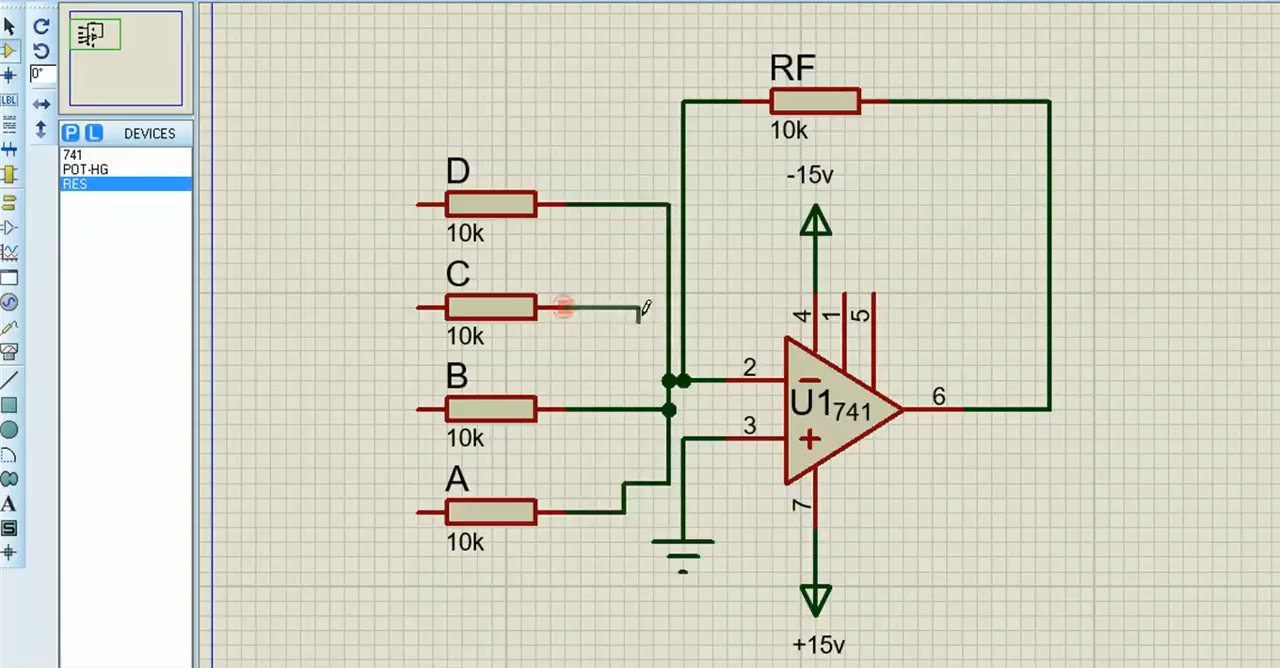 0°
LBL
P L DEVICES
741
POT-HG
RES
RF
10k
-15v
D
10k
C
10k
B
10k
A
10k
4
1
5
2
3
6
7
U1
741
+15v
A
S